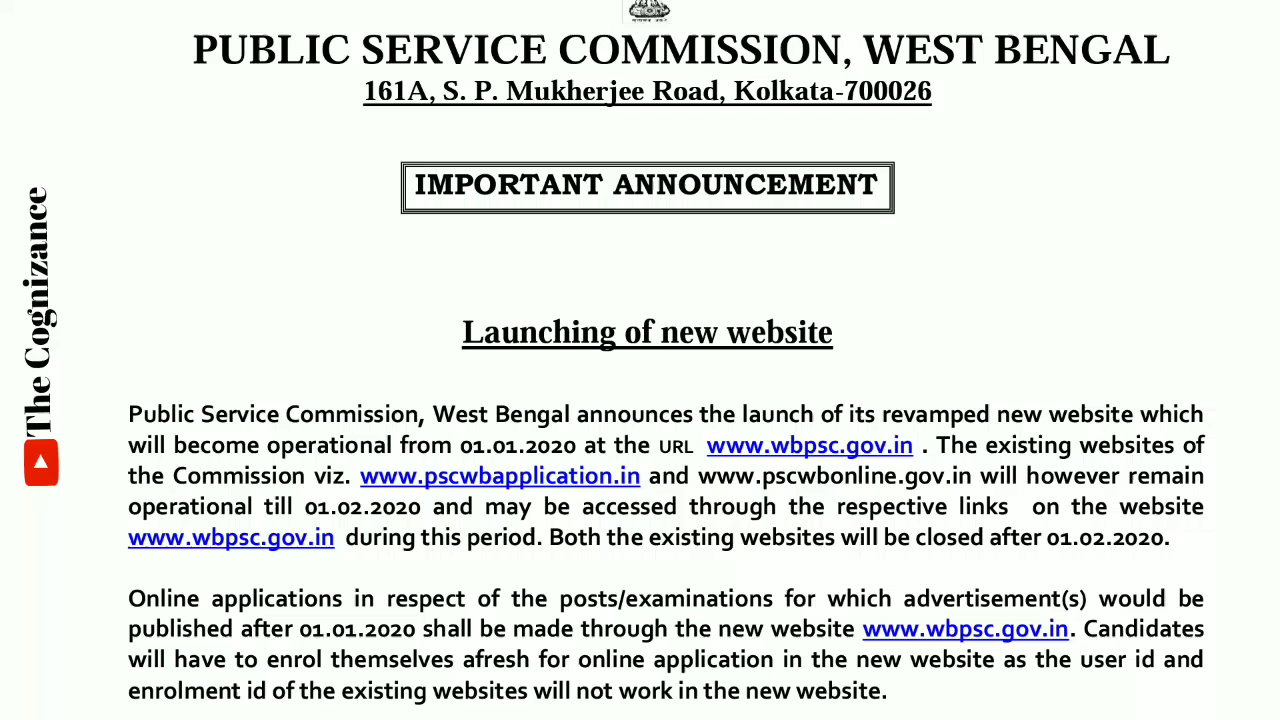 PUBLIC SERVICE COMMISSION, WEST BENGAL
161A, S. P. Mukherjee Road, Kolkata-700026
IMPORTANT ANNOUNCEMENT
The Cognizance
Launching of new website
Public Service Commission, West Bengal announces the launch of its revamped new website which
will become operational from 01.01.2020 at the URL www.wbpsc.gov.in . The existing websites of
the Commission viz. www.pscwbapplication.in and www.pscwbonline.gov.in will however remain
operational till 01.02.2020 and may be accessed through the respective links on the website
www.wbpsc.gov.in during this period. Both the existing websites will be closed after 01.02.2020.
Online applications in respect of the posts/examinations for which advertisement(s) would be
published after 01.01.2020 shall be made through the new website www.wbpsc.gov.in. Candidates
will have to enrol themselves afresh for online application in the new website as the user id and
enrolment id of the existing websites will not work in the new website.